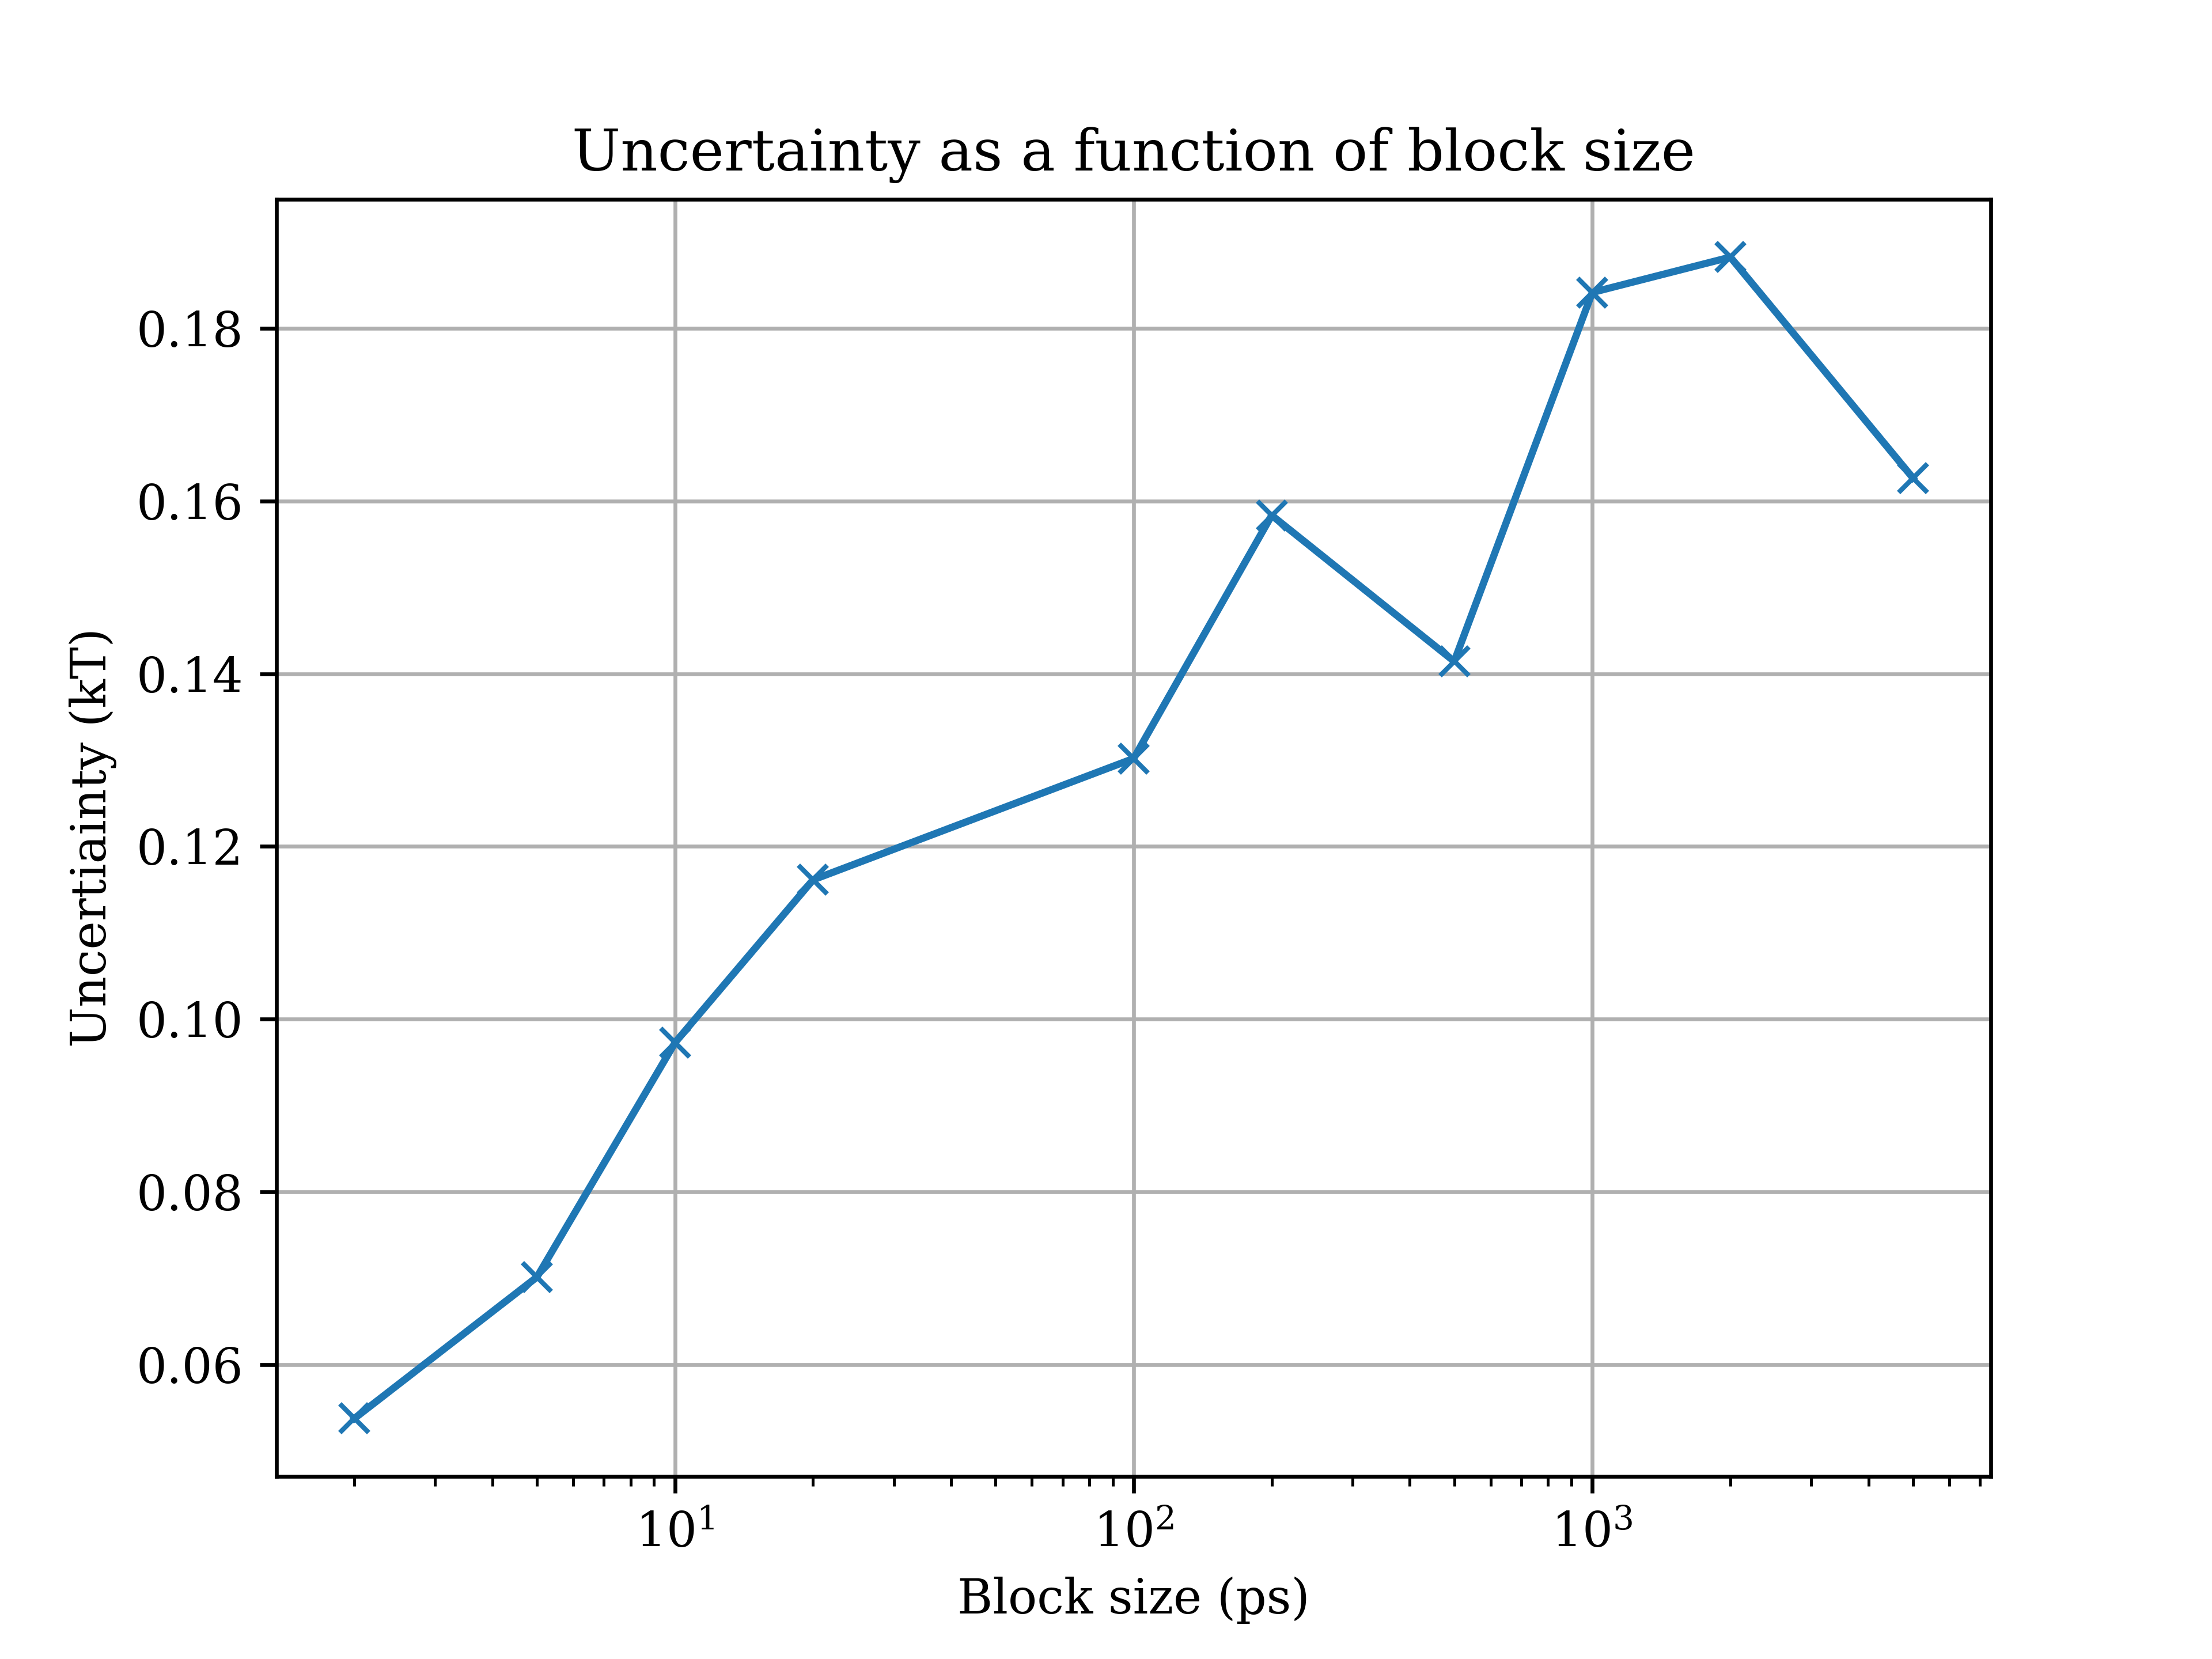 Uncertainty as a function of block size
0.18
0.16
0.14
0.12
0.10
0.08
0.06
Uncertiainty (kT)
10¹ 10² 10³
Block size (ps)